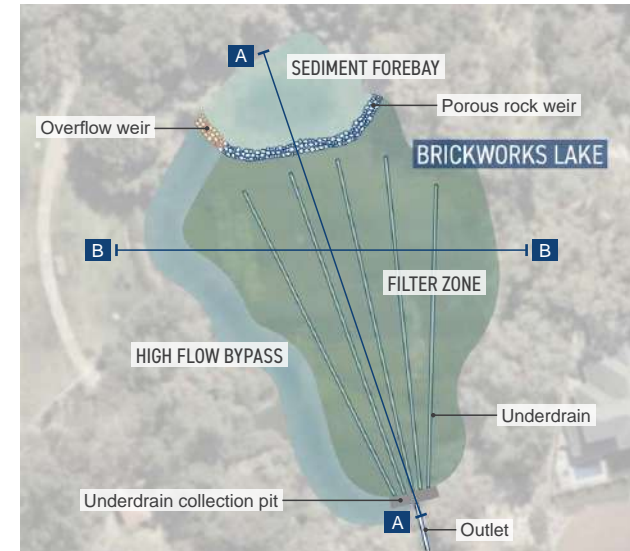 A
SEDIMENT FOREBAY
Porous rock weir
Overflow weir
BRICKWORKS LAKE
B
B
FILTER ZONE
HIGH FLOW BYPASS
Underdrain
Underdrain collection pit
A
Outlet